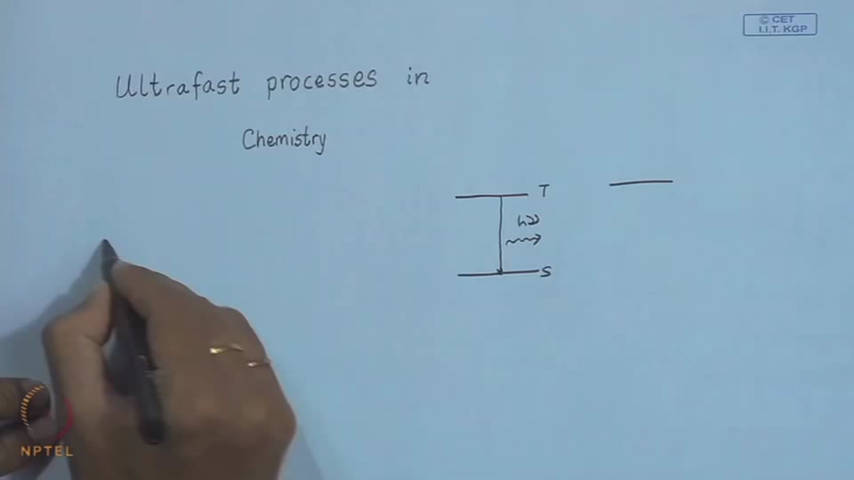 © CET
I.I.T. KGP
Ultrafast processes in
Chemistry
T
hν
S
NPTEL